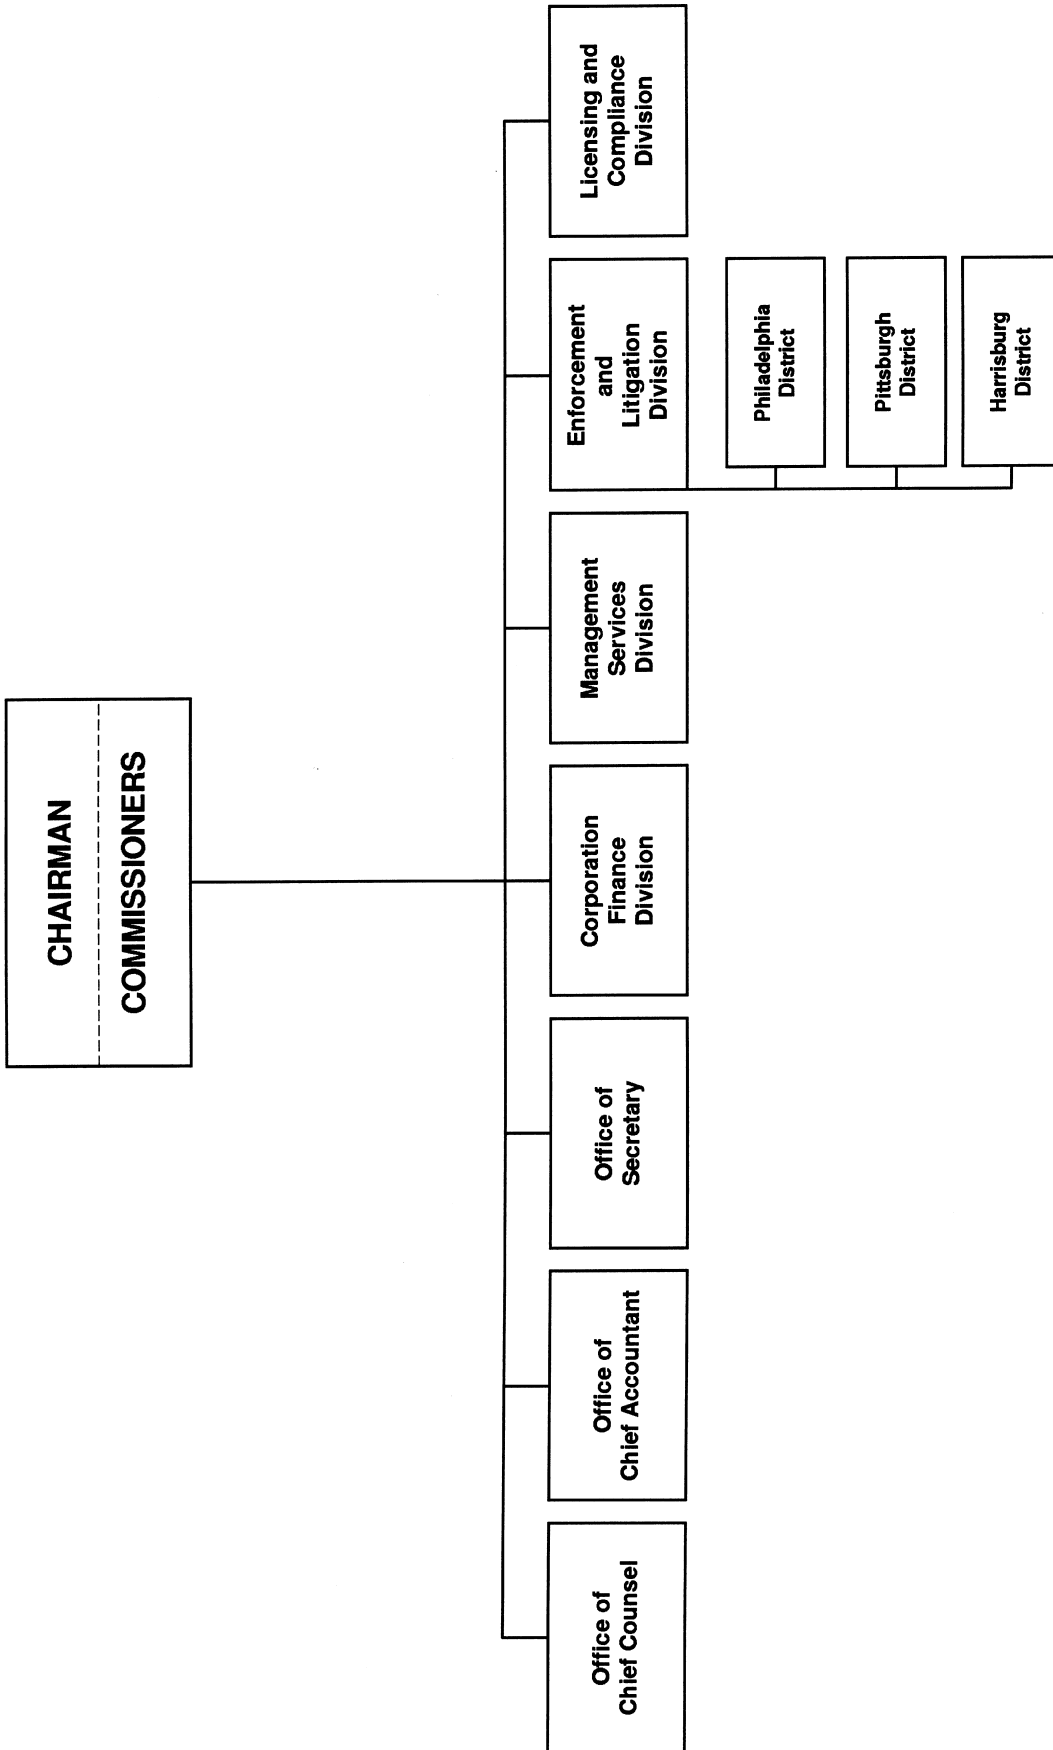 CHAIRMAN
COMMISSIONERS
Office of
Chief Counsel
Office of
Chief Accountant
Office of
Secretary
Corporation
Finance
Division
Management
Services
Division
Enforcement
and
Litigation
Division
Licensing and
Compliance
Division
Philadelphia
District
Pittsburgh
District
Harrisburg
District